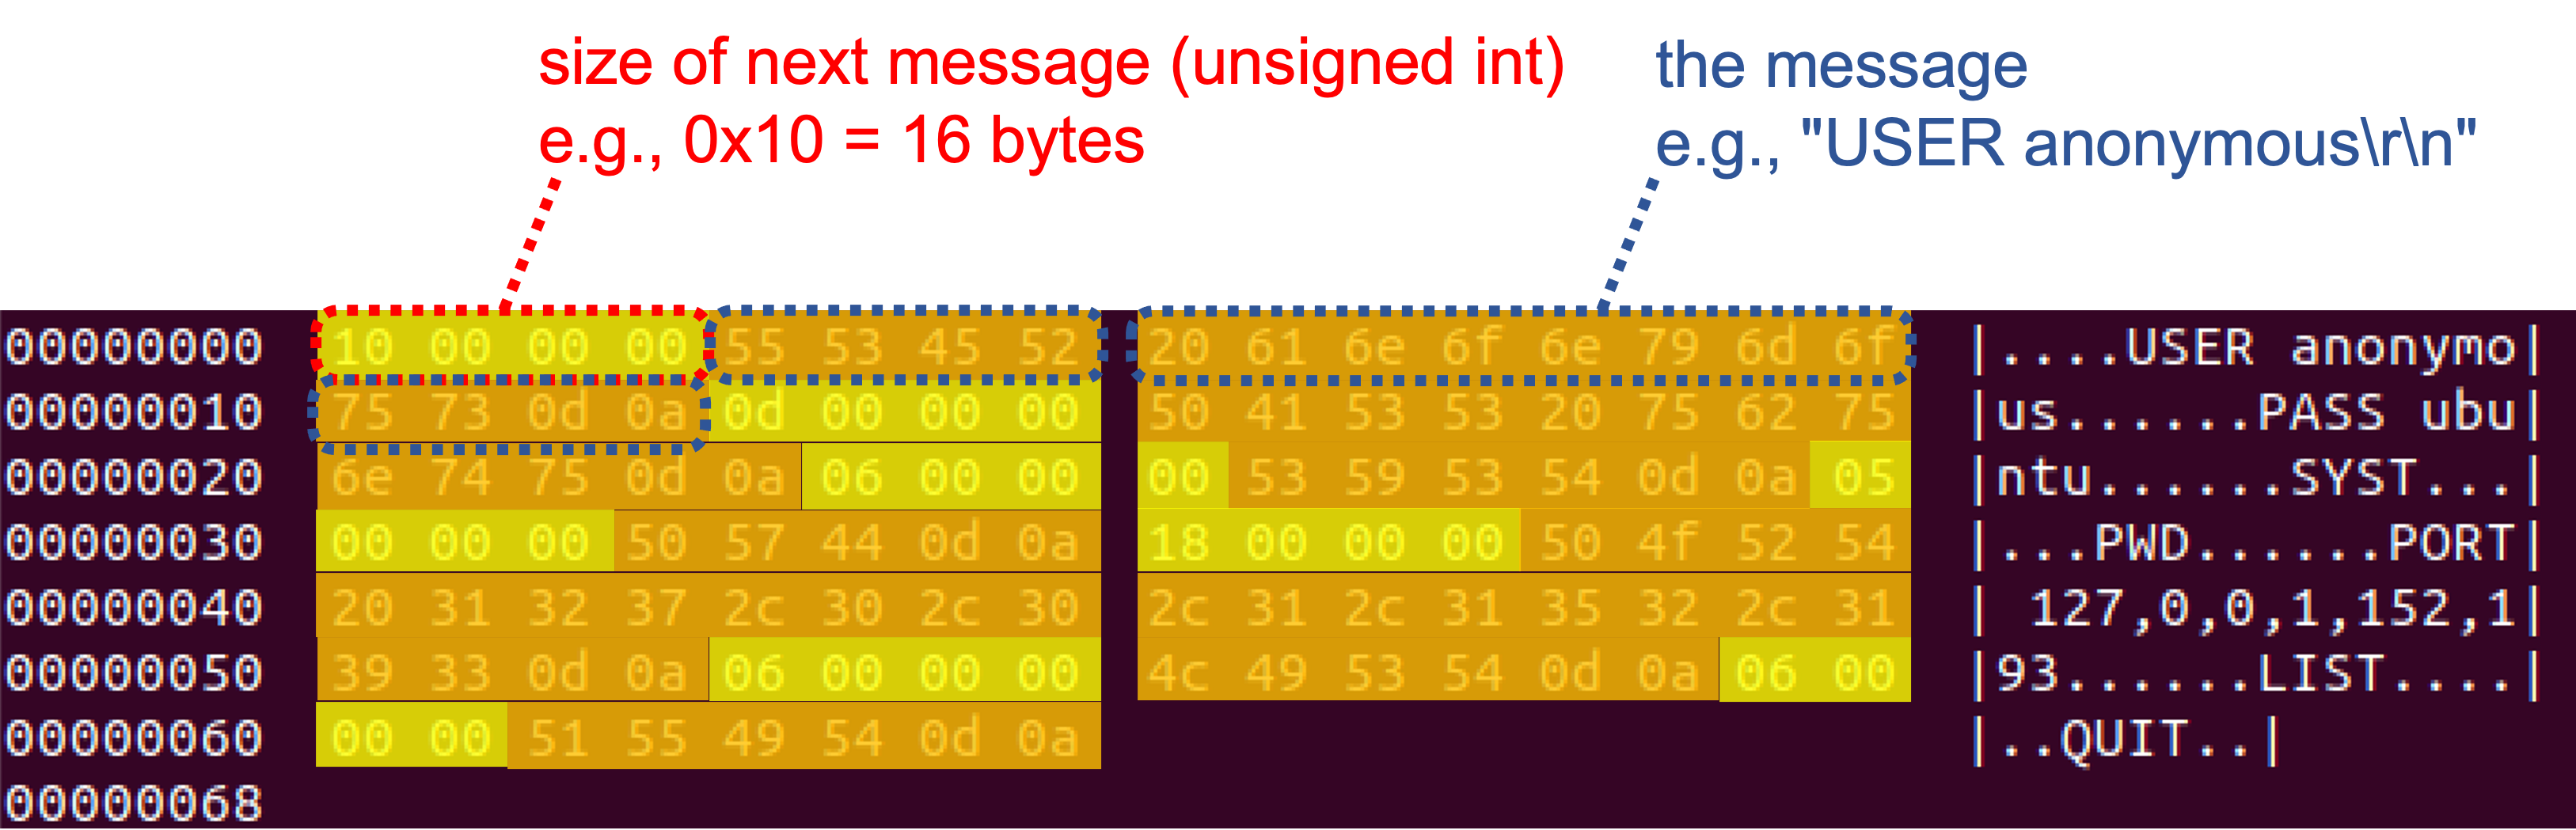 size of next message (unsigned int)
e.g., 0x10 = 16 bytes
the message
e.g., "USER anonymous\r\n"
00000000 10 00 00 00 55 53 45 52 20 61 6e 6f 6e 79 6d 6f |....USER anonymo|
00000010 75 73 0d 0a 0d 00 00 00 50 41 53 53 20 75 62 75 |us......PASS ubu|
00000020 6e 74 75 0d 0a 06 00 00 00 53 59 53 54 0d 0a 05 |ntu......SYST...|
00000030 00 00 00 50 57 44 0d 0a 18 00 00 00 50 4f 52 54 |...PWD......PORT|
00000040 20 31 32 37 2c 30 2c 30 2c 31 2c 31 35 32 2c 31 | 127,0,0,1,152,1|
00000050 39 33 0d 0a 06 00 00 00 4c 49 53 54 0d 0a 06 00 |93......LIST....|
00000060 00 00 51 55 49 54 0d 0a |..QUIT..|
00000068